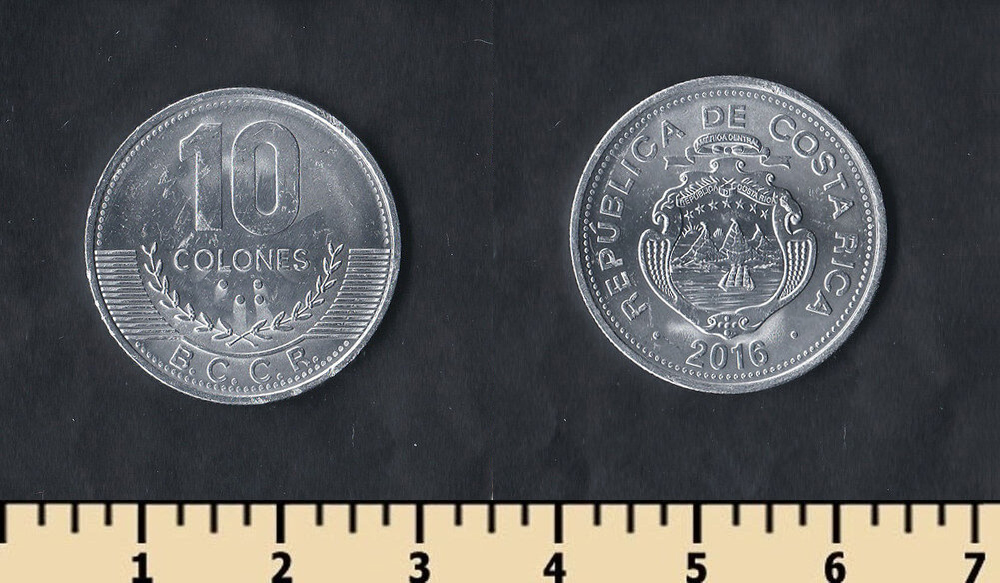 10
COLONES
B. C. C. R.
REPÚBLICA DE COSTA RICA
AMERICA CENTRAL
REPUBLICA DE COSTA RICA
2016
1 2 3 4 5 6 7